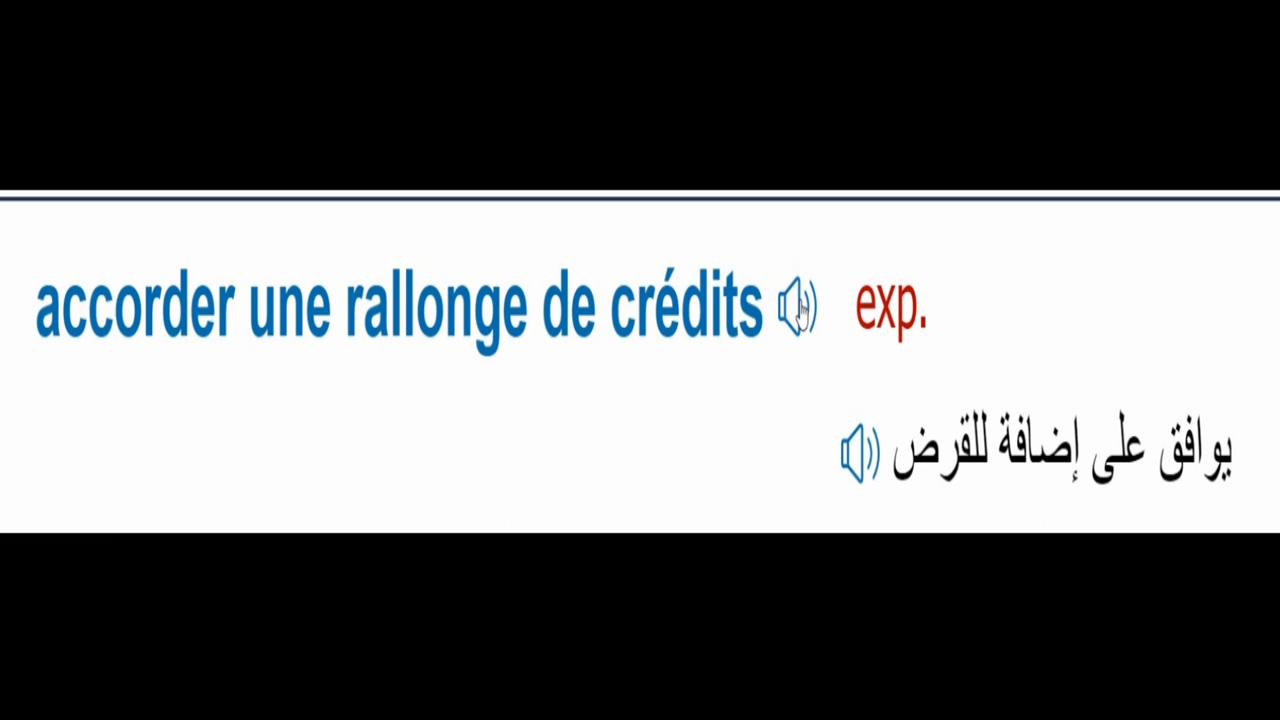 accorder une rallonge de crédits exp.
يوافق على إضافة للقرض